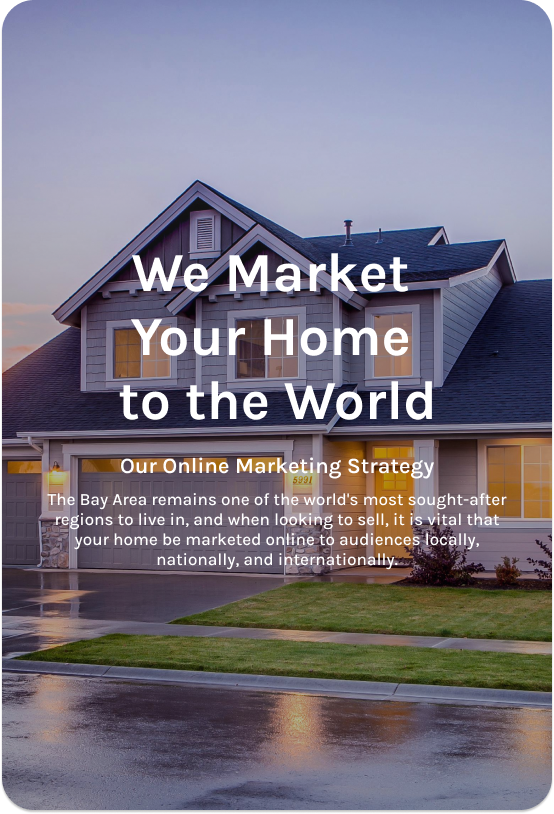 We Market
Your Home
to the World
Our Online Marketing Strategy
The Bay Area remains one of the world's most sought-after
regions to live in, and when looking to sell, it is vital that
your home be marketed online to audiences locally,
nationally, and internationally.